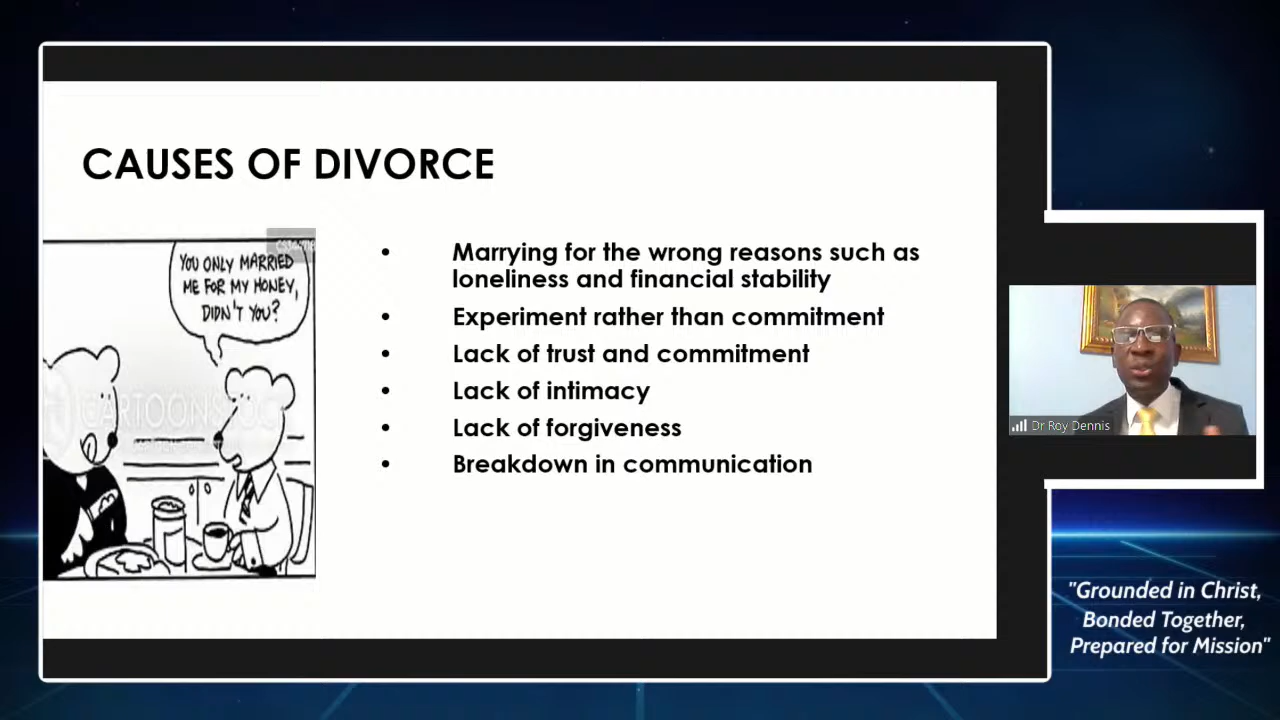 CAUSES OF DIVORCE
YOU ONLY MARRIED
ME FOR MY MONEY,
DIDN'T YOU?
CARTOONSTOCK
• Marrying for the wrong reasons such as
loneliness and financial stability
• Experiment rather than commitment
• Lack of trust and commitment
• Lack of intimacy
• Lack of forgiveness
• Breakdown in communication
Dr Roy Dennis
"Grounded in Christ,
Bonded Together,
Prepared for Mission"